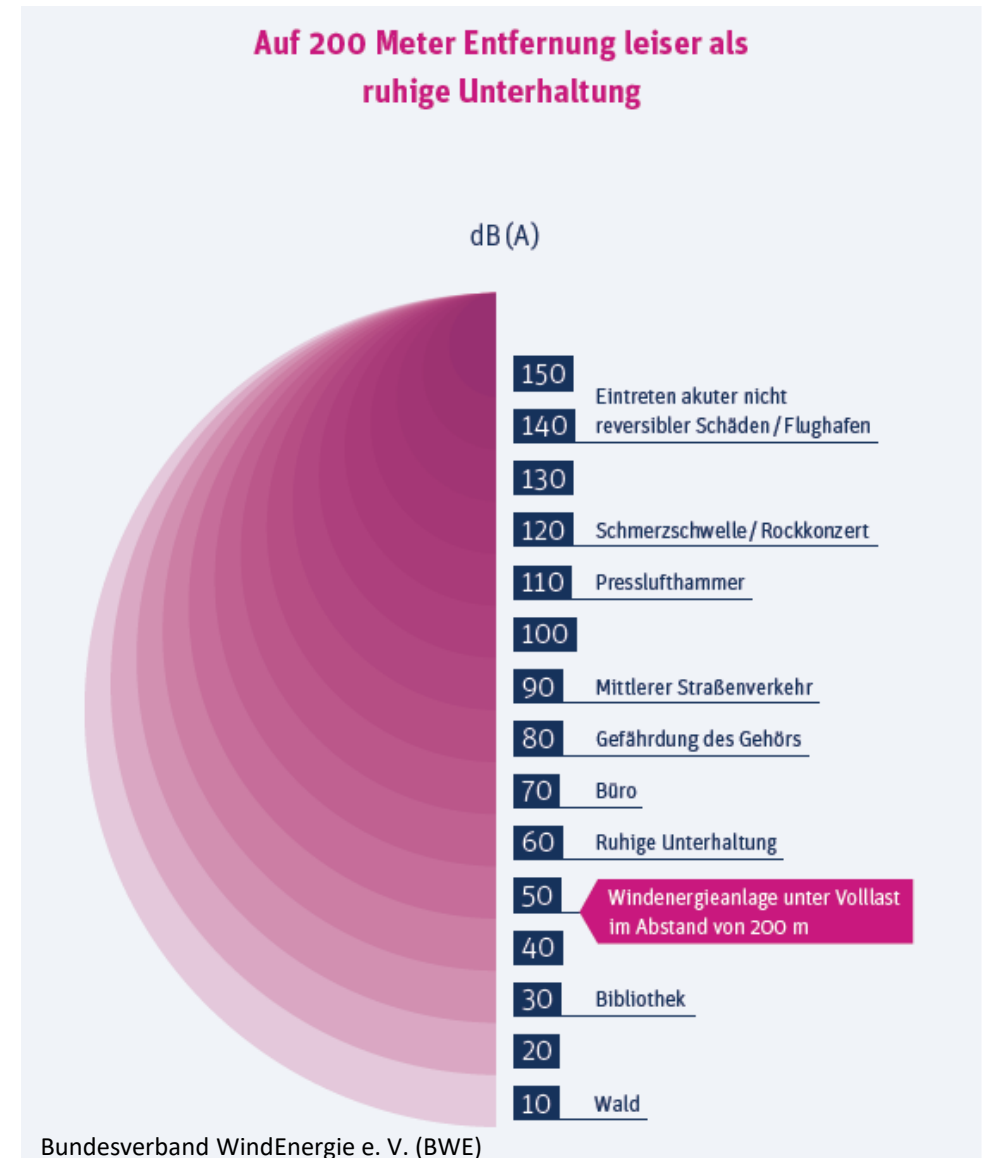 Auf 200 Meter Entfernung leiser als
ruhige Unterhaltung
dB (A)
150
Eintreten akuter nicht
140 reversibler Schäden / Flughafen
130
120 Schmerzschwelle / Rockkonzert
110 Presslufthammer
100
90 Mittlerer Straßenverkehr
80 Gefährdung des Gehörs
70 Büro
60 Ruhige Unterhaltung
50 Windenergieanlage unter Volllast
im Abstand von 200 m
40
30 Bibliothek
20
10 Wald
Bundesverband WindEnergie e. V. (BWE)